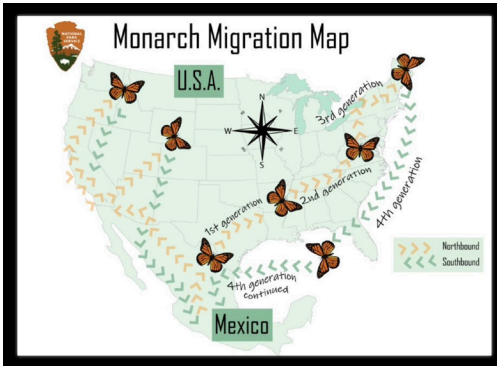 NATIONAL
PARK
SERVICE
Monarch Migration Map
U.S.A.
N
W
E
S
3rd generation
2nd generation
1st generation
4th generation
4th generation
continued
Northbound
Southbound
Mexico